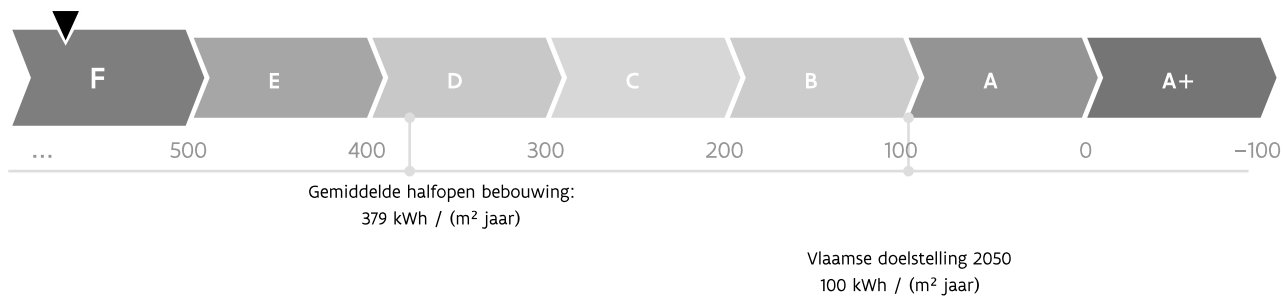 F E D C B A A+
... 500 400 300 200 100 0 –100
Gemiddelde halfopen bebouwing:
379 kWh / (m² jaar)
Vlaamse doelstelling 2050
100 kWh / (m² jaar)